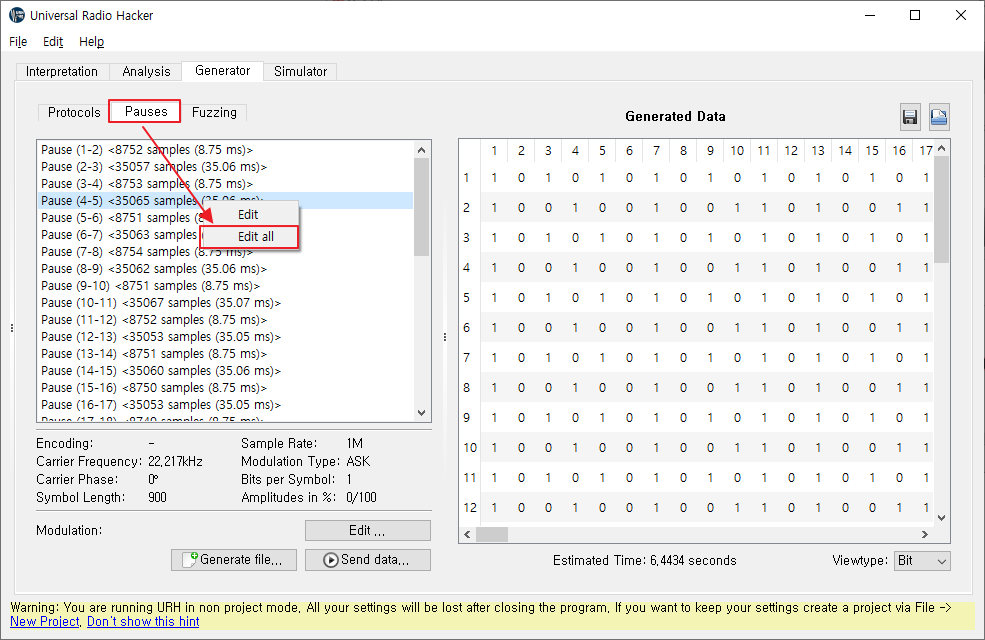 Universal Radio Hacker
File Edit Help
Interpretation Analysis Generator Simulator
Protocols Pauses Fuzzing
Pause (1-2) <8752 samples (8.75 ms)>
Pause (2-3) <35057 samples (35.06 ms)>
Pause (3-4) <8753 samples (8.75 ms)>
Pause (4-5) <35065 samples (35.06 ms)>
Pause (5-6) <8751 samples
Pause (6-7) <35063 samples
Pause (7-8) <8754 samples (8.75 ms)>
Pause (8-9) <35062 samples (35.06 ms)>
Pause (9-10) <8751 samples (8.75 ms)>
Pause (10-11) <35067 samples (35.07 ms)>
Pause (11-12) <8752 samples (8.75 ms)>
Pause (12-13) <35053 samples (35.05 ms)>
Pause (13-14) <8751 samples (8.75 ms)>
Pause (14-15) <35060 samples (35.06 ms)>
Pause (15-16) <8750 samples (8.75 ms)>
Pause (16-17) <35053 samples (35.05 ms)>
Pause (17-18) <8749 samples (8.75 ms)>
Edit
Edit all
Encoding: -
Carrier Frequency: 22,217kHz
Carrier Phase: 0°
Symbol Length: 900
Sample Rate: 1M
Modulation Type: ASK
Bits per Symbol: 1
Amplitudes in %: 0/100
Modulation: Edit ...
Generate file... Send data...
Generated Data
1 2 3 4 5 6 7 8 9 10 11 12 13 14 15 16 17
1 1 0 1 0 1 0 1 0 1 0 1 0 1 0 1 0 1
2 1 0 0 1 0 0 1 0 0 1 1 0 1 0 0 1 1
3 1 0 1 0 1 0 1 0 1 0 1 0 1 0 1 0 1
4 1 0 0 1 0 0 1 0 0 1 1 0 1 0 0 1 1
5 1 0 1 0 1 0 1 0 1 0 1 0 1 0 1 0 1
6 1 0 0 1 0 0 1 0 0 1 1 0 1 0 0 1 1
7 1 0 1 0 1 0 1 0 1 0 1 0 1 0 1 0 1
8 1 0 0 1 0 0 1 0 0 1 1 0 1 0 0 1 1
9 1 0 1 0 1 0 1 0 1 0 1 0 1 0 1 0 1
10 1 0 0 1 0 0 1 0 0 1 1 0 1 0 0 1 1
11 1 0 1 0 1 0 1 0 1 0 1 0 1 0 1 0 1
12 1 0 0 1 0 0 1 0 0 1 1 0 1 0 0 1 1
Estimated Time: 6,4434 seconds Viewtype: Bit
Warning: You are running URH in non project mode, All your settings will be lost after closing the program, If you want to keep your settings create a project via File ->
New Project, Don't show this hint